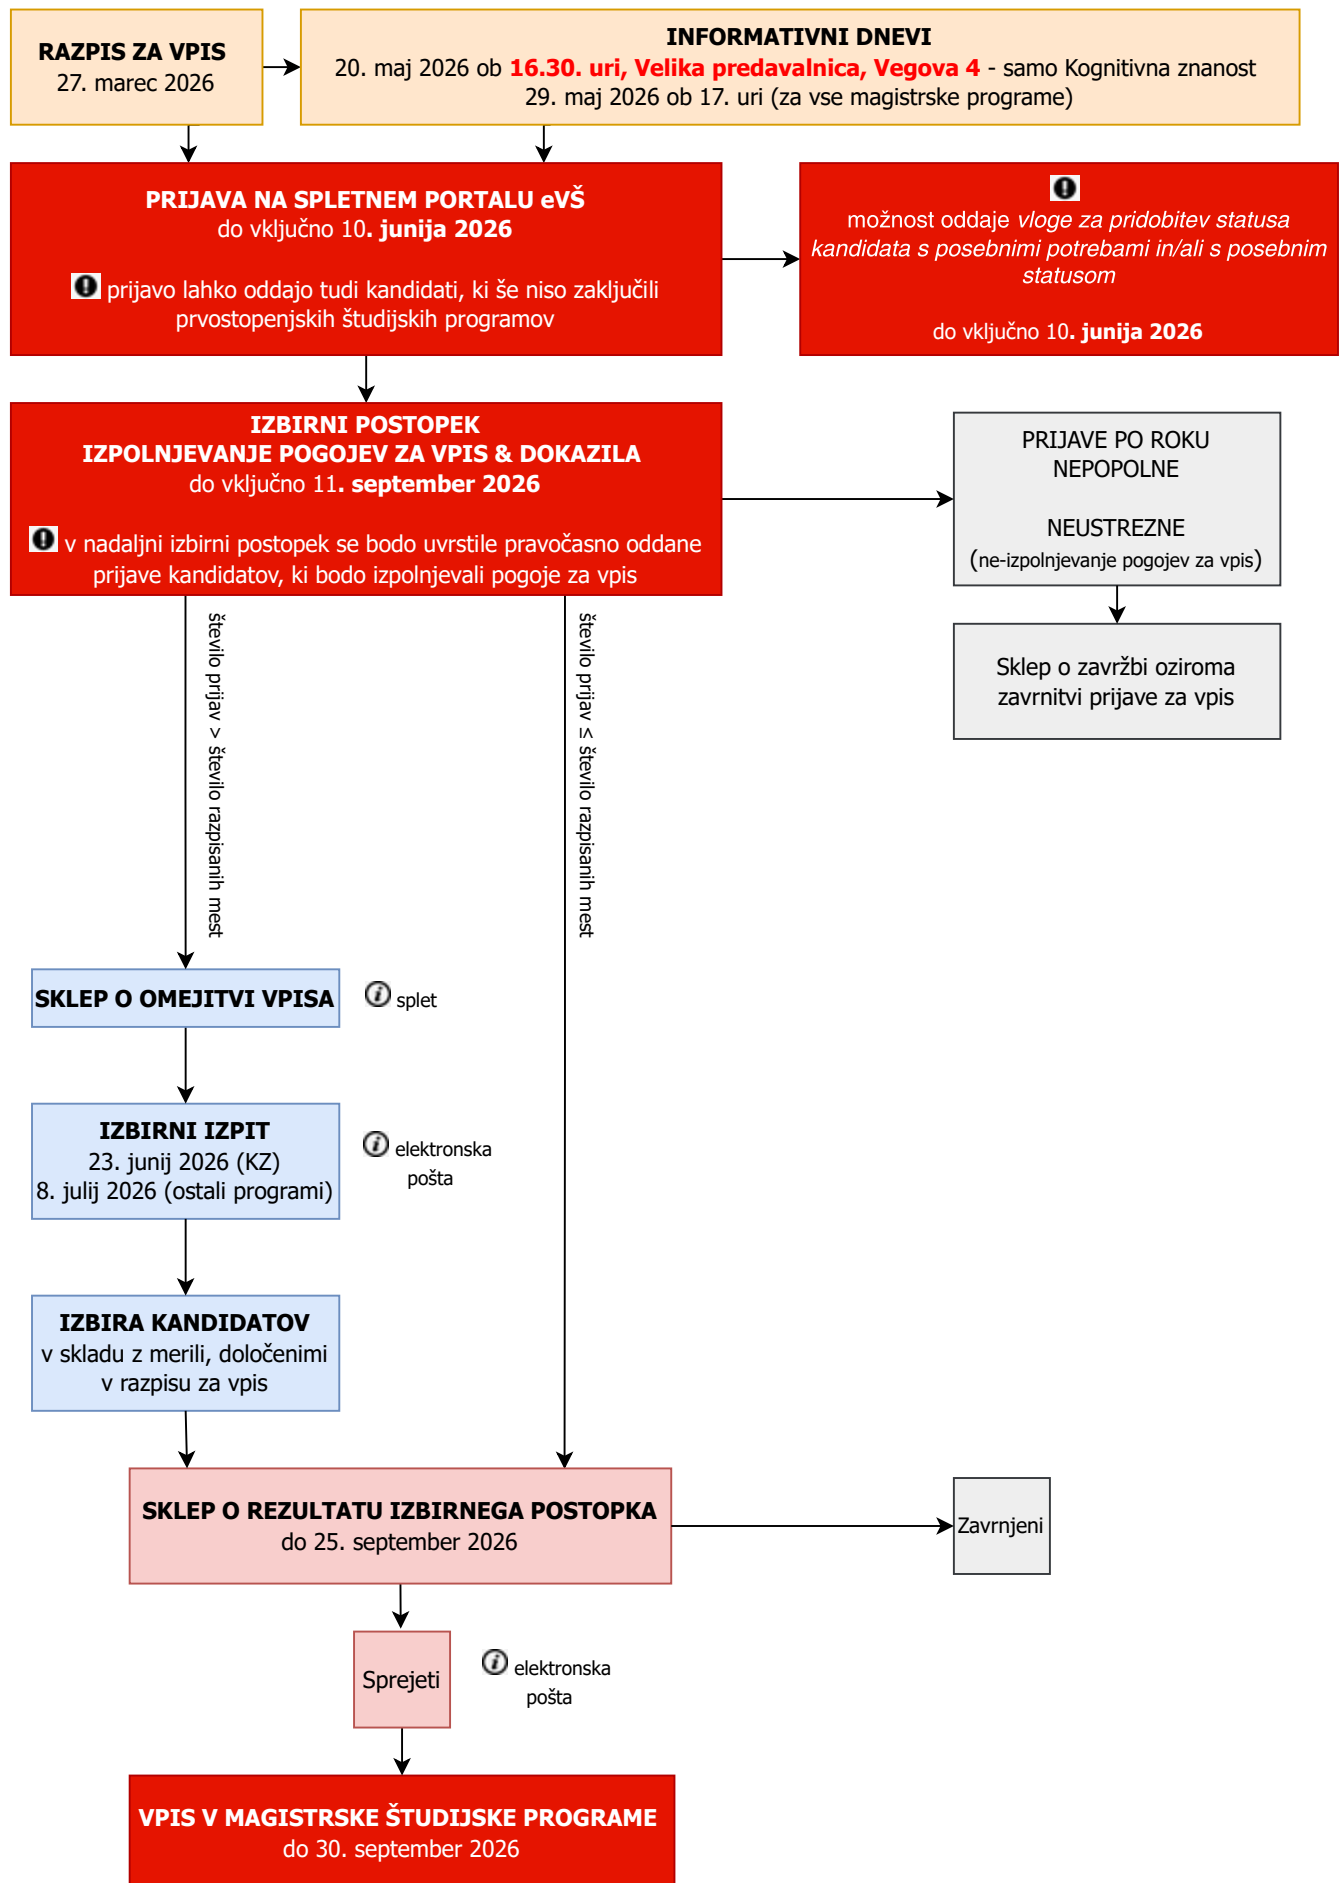 RAZPIS ZA VPIS
27. marec 2026
INFORMATIVNI DNEVI
20. maj 2026 ob 16.30. uri, Velika predavalnica, Vegova 4 - samo Kognitivna znanost
29. maj 2026 ob 17. uri (za vse magistrske programe)
PRIJAVA NA SPLETNEM PORTALU eVŠ
do vključno 10. junija 2026
prijavo lahko oddajo tudi kandidati, ki še niso zaključili
prvostopenjskih študijskih programov
možnost oddaje vloge za pridobitev statusa
kandidata s posebnimi potrebami in/ali s posebnim
statusom
do vključno 10. junija 2026
IZBIRNI POSTOPEK
IZPOLNJEVANJE POGOJEV ZA VPIS & DOKAZILA
do vključno 11. september 2026
v nadaljni izbirni postopek se bodo uvrstile pravočasno oddane
prijave kandidatov, ki bodo izpolnjevali pogoje za vpis
PRIJAVE PO ROKU
NEPOPOLNE
NEUSTREZNE
(ne-izpolnjevanje pogojev za vpis)
Sklep o zavržbi oziroma
zavrnitvi prijave za vpis
število prijav > število razpisanih mest
število prijav ≤ število razpisanih mest
SKLEP O OMEJITVI VPISA
splet
IZBIRNI IZPIT
23. junij 2026 (KZ)
8. julij 2026 (ostali programi)
elektronska
pošta
IZBIRA KANDIDATOV
v skladu z merili, določenimi
v razpisu za vpis
SKLEP O REZULTATU IZBIRNEGA POSTOPKA
do 25. september 2026
Zavrnjeni
Sprejeti
elektronska
pošta
VPIS V MAGISTRSKE ŠTUDIJSKE PROGRAME
do 30. september 2026